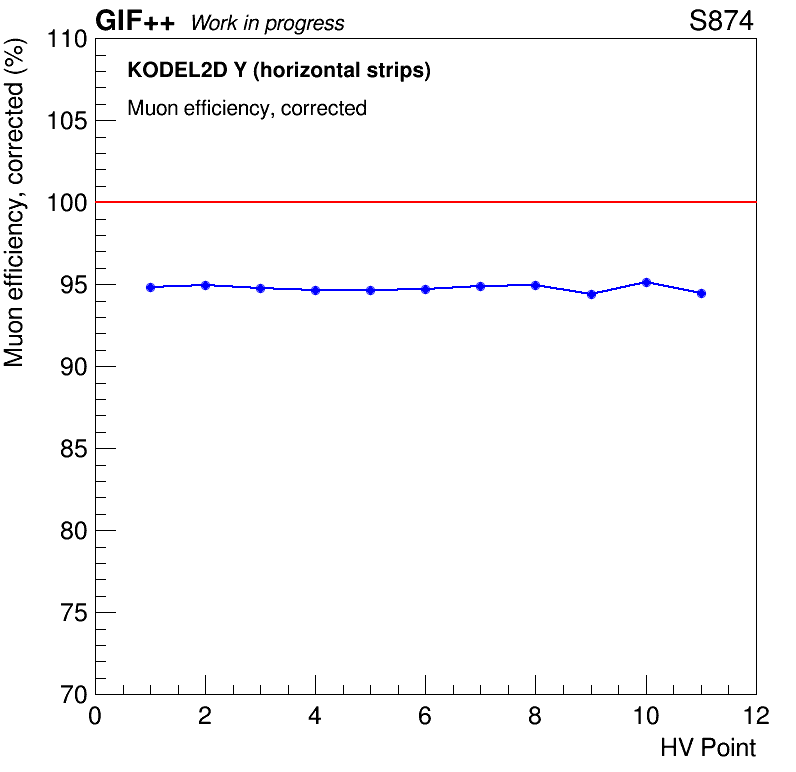 GIF++ Work in progress S874
Muon efficiency, corrected (%)
KODEL2D Y (horizontal strips)
Muon efficiency, corrected
110
105
100
95
90
85
80
75
70
0 2 4 6 8 10 12
HV Point